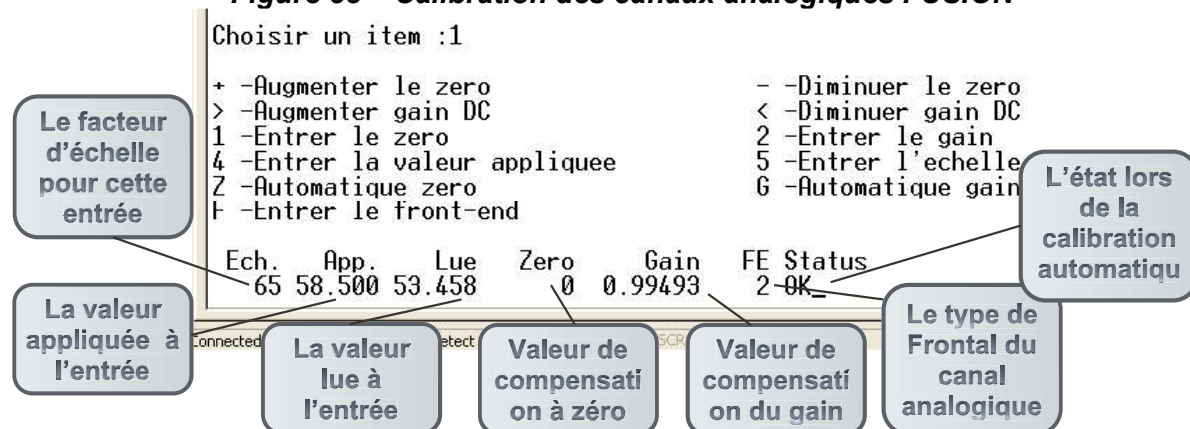 Calibration des canaux analogiques FUSION
Choisir un item :1
+ -Augmenter le zero - -Diminuer le zero
> -Augmenter gain DC < -Diminuer gain DC
1 -Entrer le zero 2 -Entrer le gain
4 -Entrer la valeur appliquee 5 -Entrer l'echelle
Z -Automatique zero G -Automatique gain
F -Entrer le front-end
Ech. App. Lue Zero Gain FE Status
65 58.500 53.458 0 0.99493 2 OK_
Le facteur
d'échelle
pour cette
entrée
L'état lors
de la
calibration
automatiqu
La valeur
appliquée à
l'entrée
onnected
La valeur
lue à
l'entrée
etect
Valeur de
compensati
on à zéro
SCR
Valeur de
compensati
on du gain
Le type de
Frontal du
canal
analogique